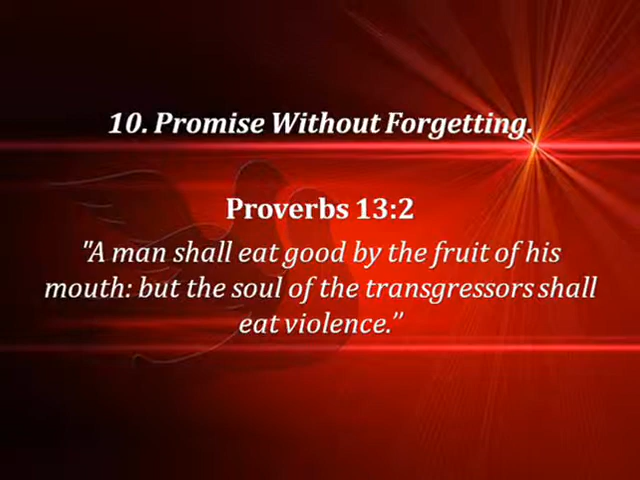 10. Promise Without Forgetting.
Proverbs 13:2
"A man shall eat good by the fruit of his
mouth: but the soul of the transgressors shall
eat violence.”